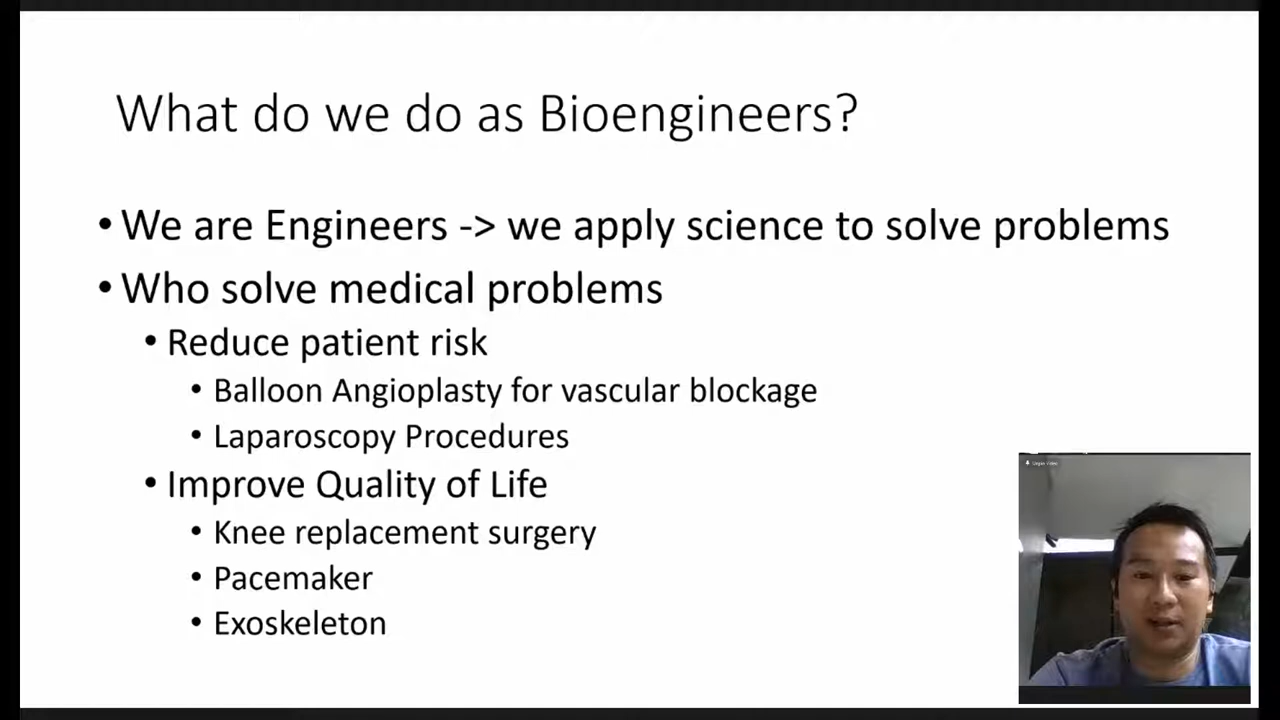 What do we do as Bioengineers?
• We are Engineers -> we apply science to solve problems
• Who solve medical problems
• Reduce patient risk
• Balloon Angioplasty for vascular blockage
• Laparoscopy Procedures
• Improve Quality of Life
• Knee replacement surgery
• Pacemaker
• Exoskeleton